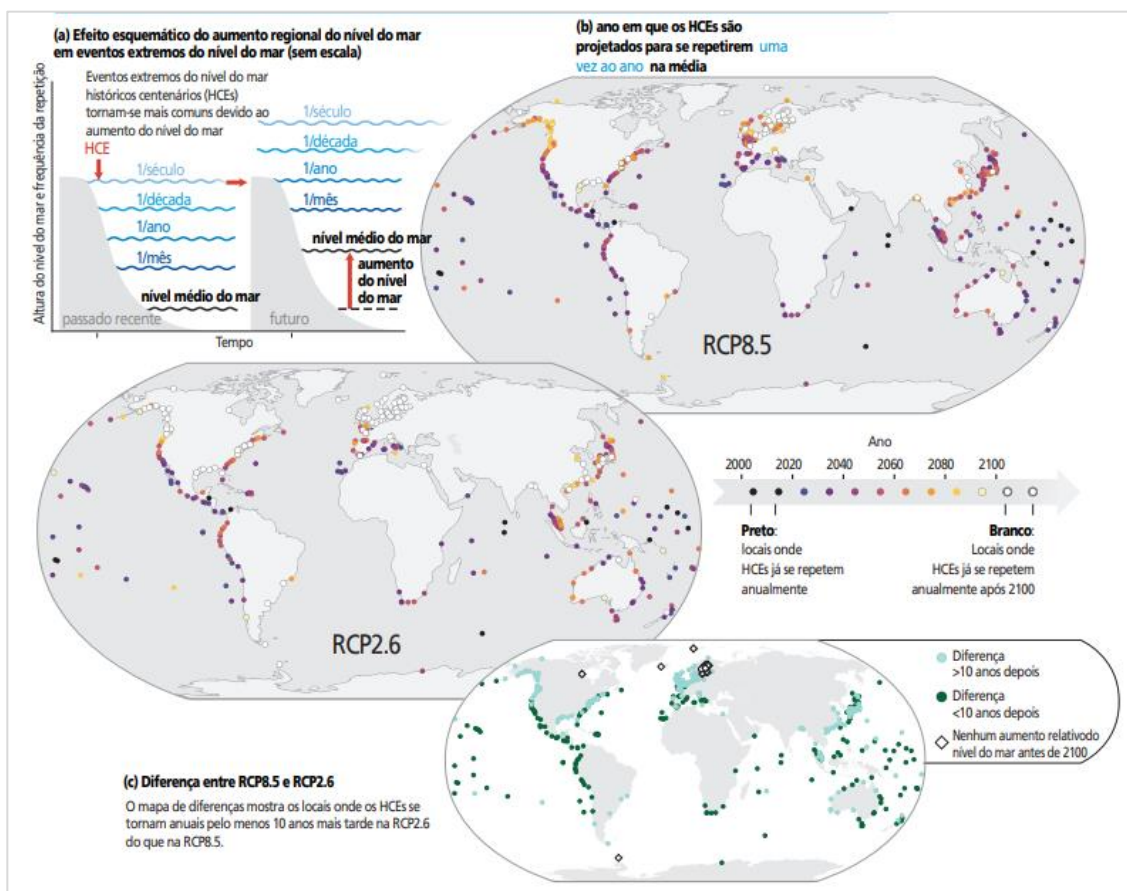 (a) Efeito esquemático do aumento regional do nível do mar
em eventos extremos do nível do mar (sem escala)
Altura do nível do mar e frequência da repetição
Eventos extremos do nível do mar
históricos centenários (HCEs)
tornam-se mais comuns devido ao
aumento do nível do mar
HCE
1/século
1/década
1/ano
1/mês
nível médio do mar
passado recente
1/século
1/década
1/ano
1/mês
nível médio do mar
aumento
do nível
do mar
futuro
Tempo
(b) ano em que os HCEs são
projetados para se repetirem uma
vez ao ano na média
RCP8.5
RCP2.6
Ano
2000 2020 2040 2060 2080 2100
Preto:
locais onde
HCEs já se repetem
anualmente
Branco:
Locais onde
HCEs já se repetem
anualmente após 2100
(c) Diferença entre RCP8.5 e RCP2.6
O mapa de diferenças mostra os locais onde os HCEs se
tornam anuais pelo menos 10 anos mais tarde na RCP2.6
do que na RCP8.5.
Diferença
>10 anos depois
Diferença
<10 anos depois
Nenhum aumento relativodo
nível do mar antes de 2100